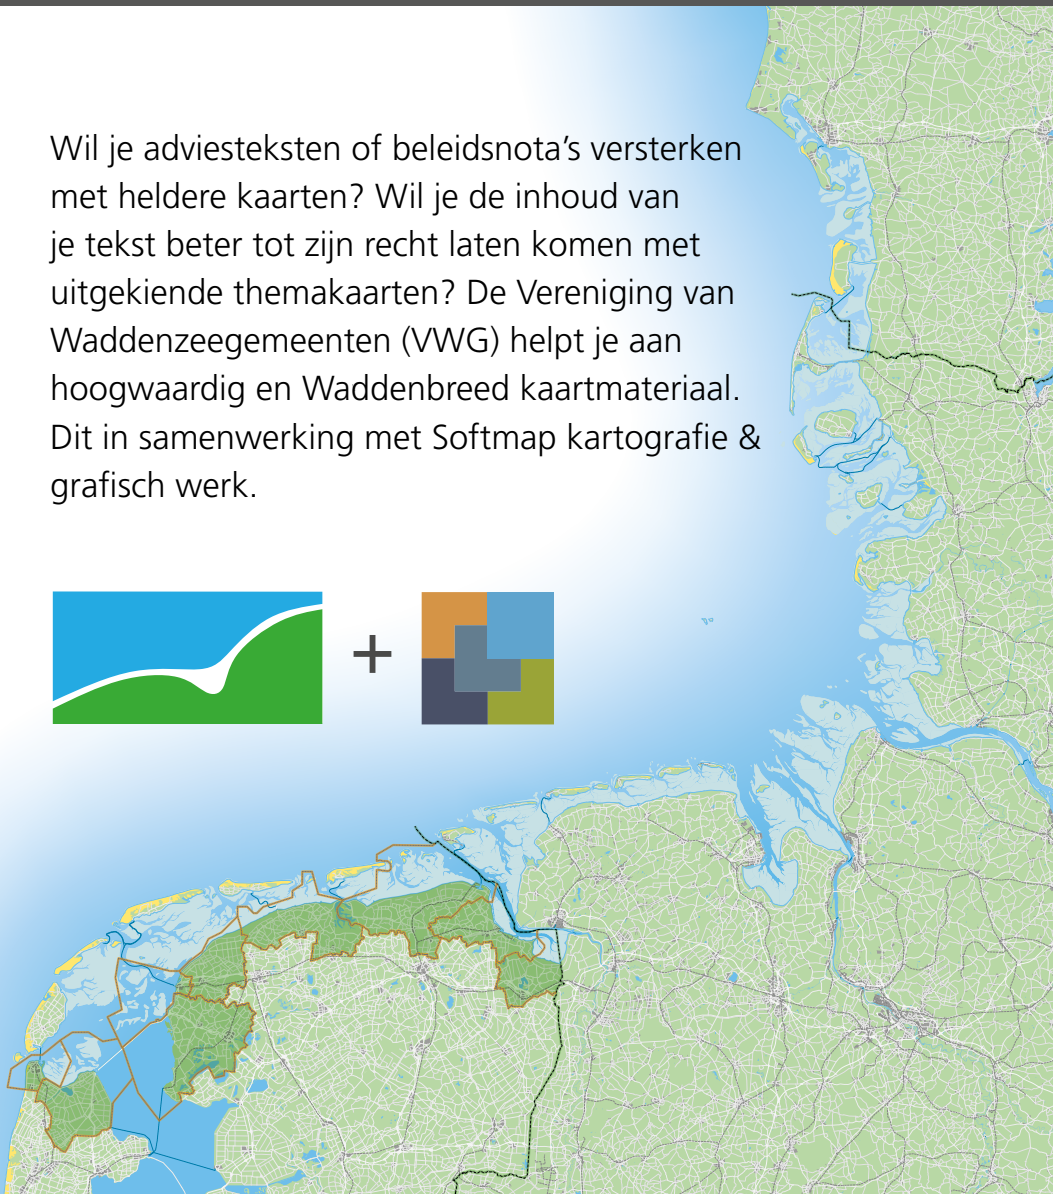 Wil je adviesteksten of beleidsnota’s versterken
met heldere kaarten? Wil je de inhoud van
je tekst beter tot zijn recht laten komen met
uitgekiende themakaarten? De Vereniging van
Waddenzeegemeenten (VWG) helpt je aan
hoogwaardig en Waddenbreed kaartmateriaal.
Dit in samenwerking met Softmap kartografie &
grafisch werk.
+